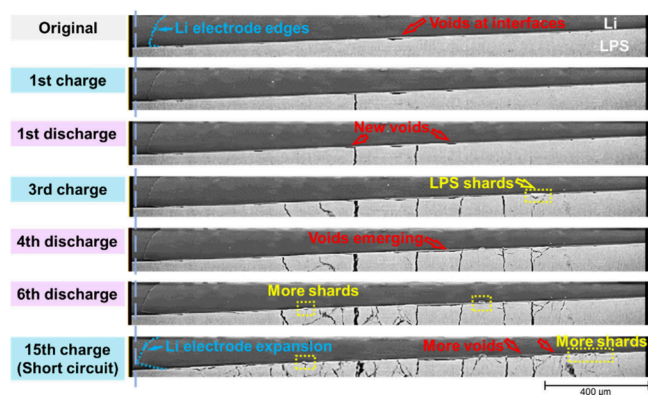 Original
Li electrode edges
Voids at interfaces
Li
LPS
1st charge
1st discharge
New voids
3rd charge
LPS shards
4th discharge
Voids emerging
6th discharge
More shards
15th charge
(Short circuit)
Li electrode expansion
More voids
More shards
400 μm